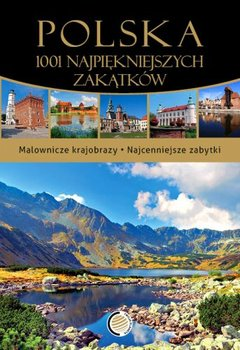 POLSKA
1001 NAJPIĘKNIEJSZYCH
ZAKĄTKÓW
Malownicze krajobrazy • Najcenniejsze zabytki